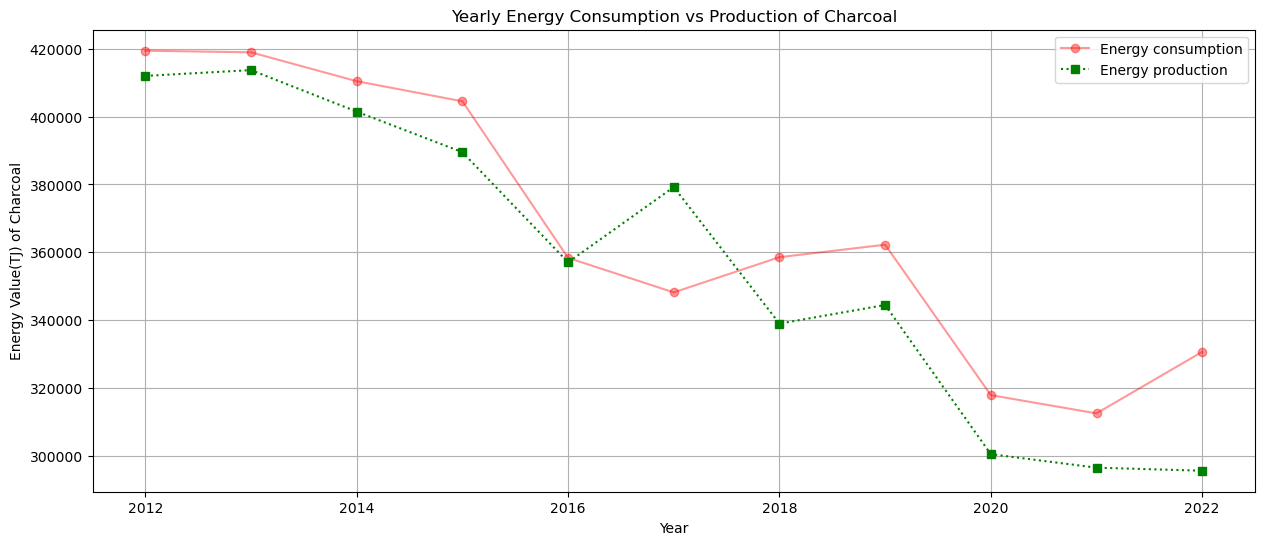 Yearly Energy Consumption vs Production of Charcoal
Energy consumption
Energy production
Energy Value(TJ) of Charcoal
420000
400000
380000
360000
340000
320000
300000
2012 2014 2016 2018 2020 2022
Year